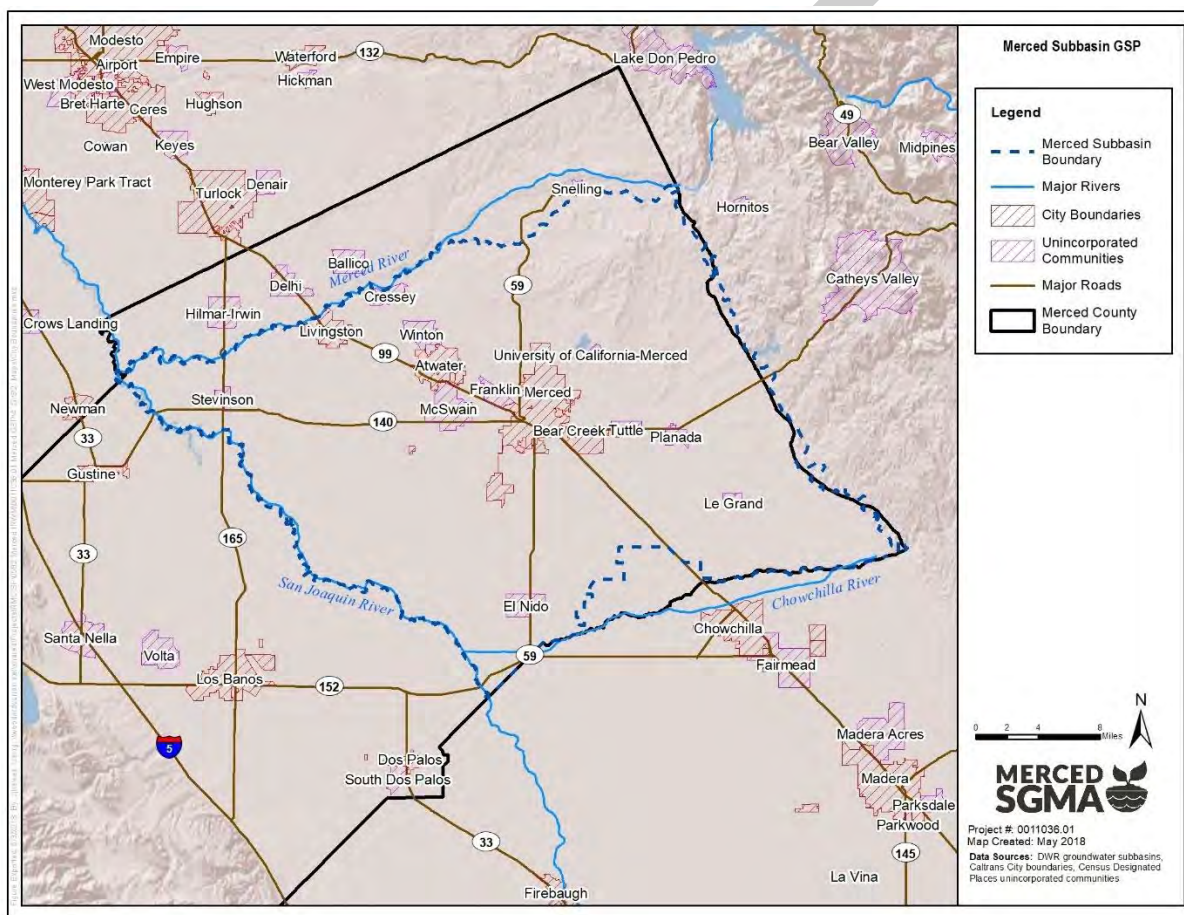 Modesto
Airport
Empire
Waterford
132
Lake Don Pedro
West Modesto
Hickman
Bret Harte
Ceres
Hughson
Cowan
Keyes
49
Bear Valley
Midpines
Monterey Park Tract
Turlock
Denair
Snelling
Hornitos
Ballico
Merced River
Delhi
Cressey
59
Catheys Valley
Crows Landing
Hilmar-Irwin
Livingston
Winton
99
Atwater
University of California-Merced
Franklin
Merced
Newman
Stevinson
McSwain
140
Bear Creek
Tuttle
Planada
33
Gustine
Le Grand
33
165
San Joaquin River
El Nido
Chowchilla River
Chowchilla
Santa Nella
Volta
59
Fairmead
Los Banos
152
Madera Acres
5
Dos Palos
South Dos Palos
Madera
Parksdale
Parkwood
33
145
La Vina
Firebaugh
Merced Subbasin GSP
Legend
Merced Subbasin
Boundary
Major Rivers
City Boundaries
Unincorporated
Communities
Major Roads
Merced County
Boundary
N
0 2 4 8 Miles
MERCED
SGMA
Project #: 0011036.01
Map Created: May 2018
Data Sources: DWR groundwater subbasins,
Caltrans City boundaries, Census Designated
Places unincorporated communities